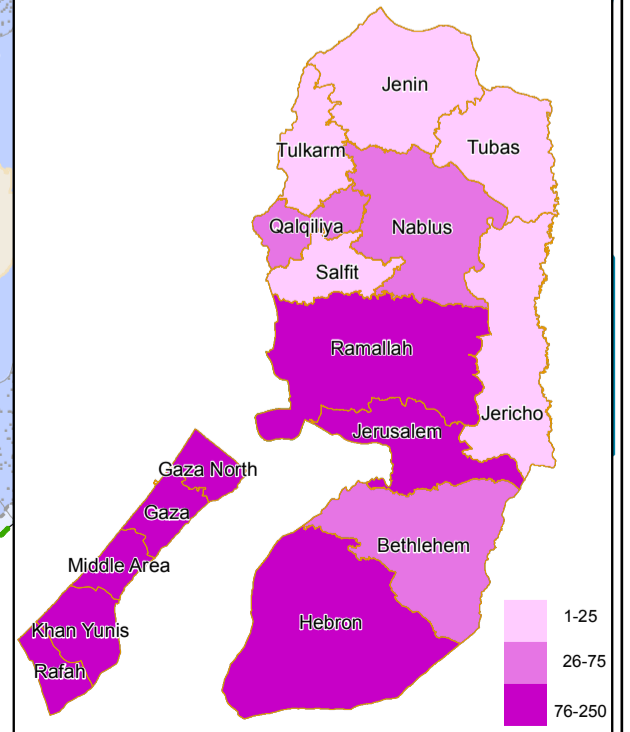 Jenin
Tubas
Tulkarm
Qalqiliya
Nablus
Salfit
Ramallah
Jericho
Jerusalem
Gaza North
Gaza
Bethlehem
Middle Area
Hebron
Khan Yunis
Rafah
1-25
26-75
76-250